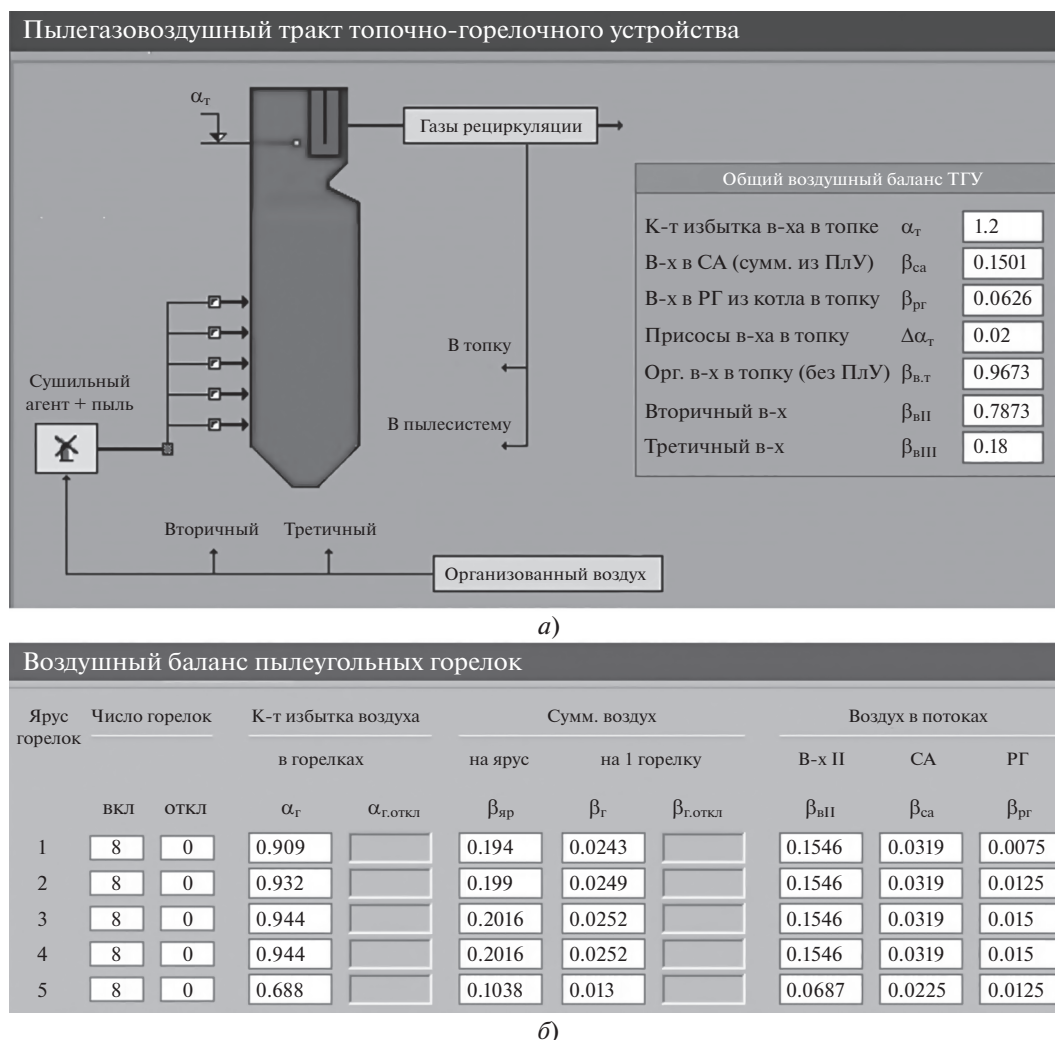 Пылегазовоздушный тракт топочно-горелочного устройства
αт
Газы рециркуляции
Общий воздушный баланс ТГУ
К-т избытка в-ха в топке αт 1.2
В-х в СА (сумм. из ПлУ) βса 0.1501
В-х в РГ из котла в топку βрг 0.0626
Присосы в-ха в топку Δαт 0.02
Орг. в-х в топку (без ПлУ) βв.т 0.9673
Вторичный в-х βвII 0.7873
Третичный в-х βвIII 0.18
В топку
Сушильный
агент + пыль
В пылесистему
Вторичный Третичный
Организованный воздух
а)
Воздушный баланс пылеугольных горелок
Ярус Число горелок К-т избытка воздуха Сумм. воздух Воздух в потоках
горелок
в горелках на ярус на 1 горелку В-х II СА РГ
вкл откл αг αг.откл βяр βг βг.откл βвII βса βрг
1 8 0 0.909 0.194 0.0243 0.1546 0.0319 0.0075
2 8 0 0.932 0.199 0.0249 0.1546 0.0319 0.0125
3 8 0 0.944 0.2016 0.0252 0.1546 0.0319 0.015
4 8 0 0.944 0.2016 0.0252 0.1546 0.0319 0.015
5 8 0 0.688 0.1038 0.013 0.0687 0.0225 0.0125
б)